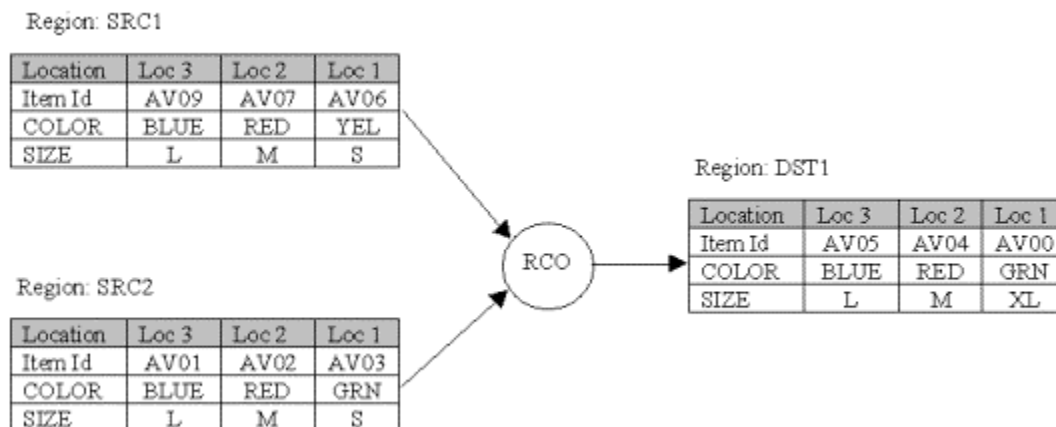 Region: SRC1
Location Loc 3 Loc 2 Loc 1
Item Id AV09 AV07 AV06
COLOR BLUE RED YEL
SIZE L M S
Region: SRC2
Location Loc 3 Loc 2 Loc 1
Item Id AV01 AV02 AV03
COLOR BLUE RED GRN
SIZE L M S
RCO
Region: DST1
Location Loc 3 Loc 2 Loc 1
Item Id AV05 AV04 AV00
COLOR BLUE RED GRN
SIZE L M XL